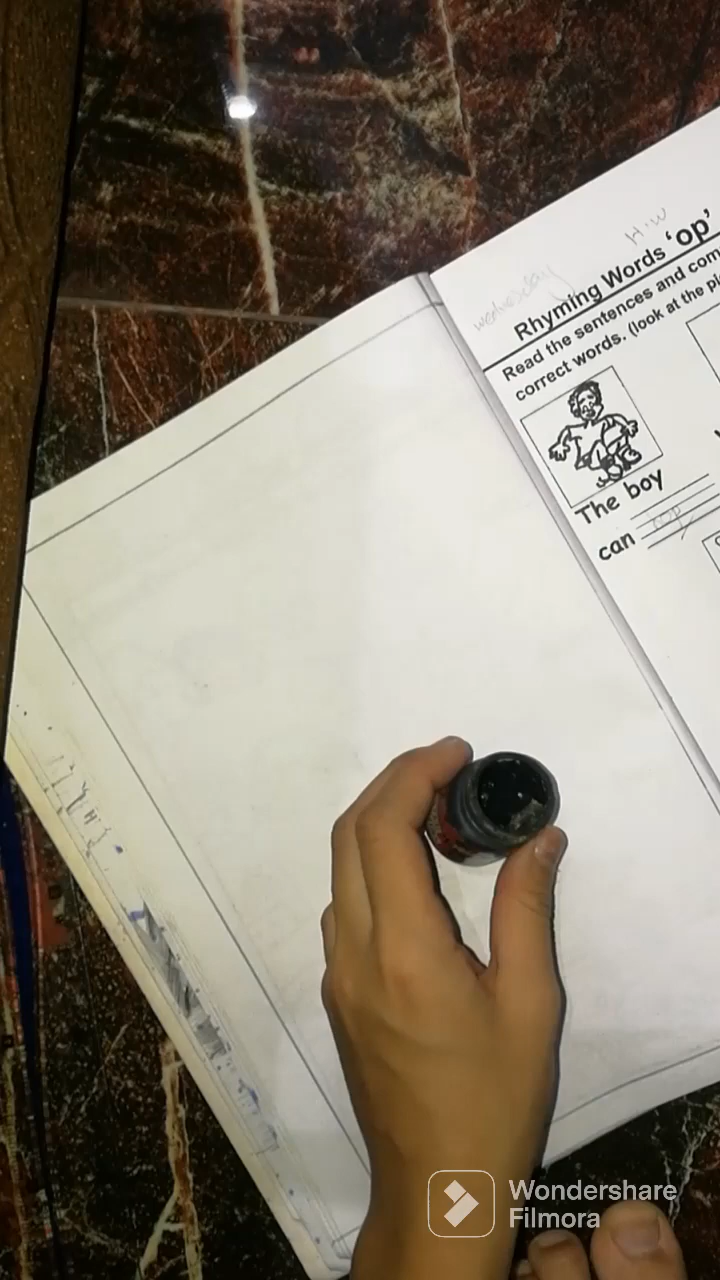 H.W
wednesday
Rhyming Words 'op'
Read the sentences and com
correct words. (look at the pi
The boy
can
Wondershare
Filmora